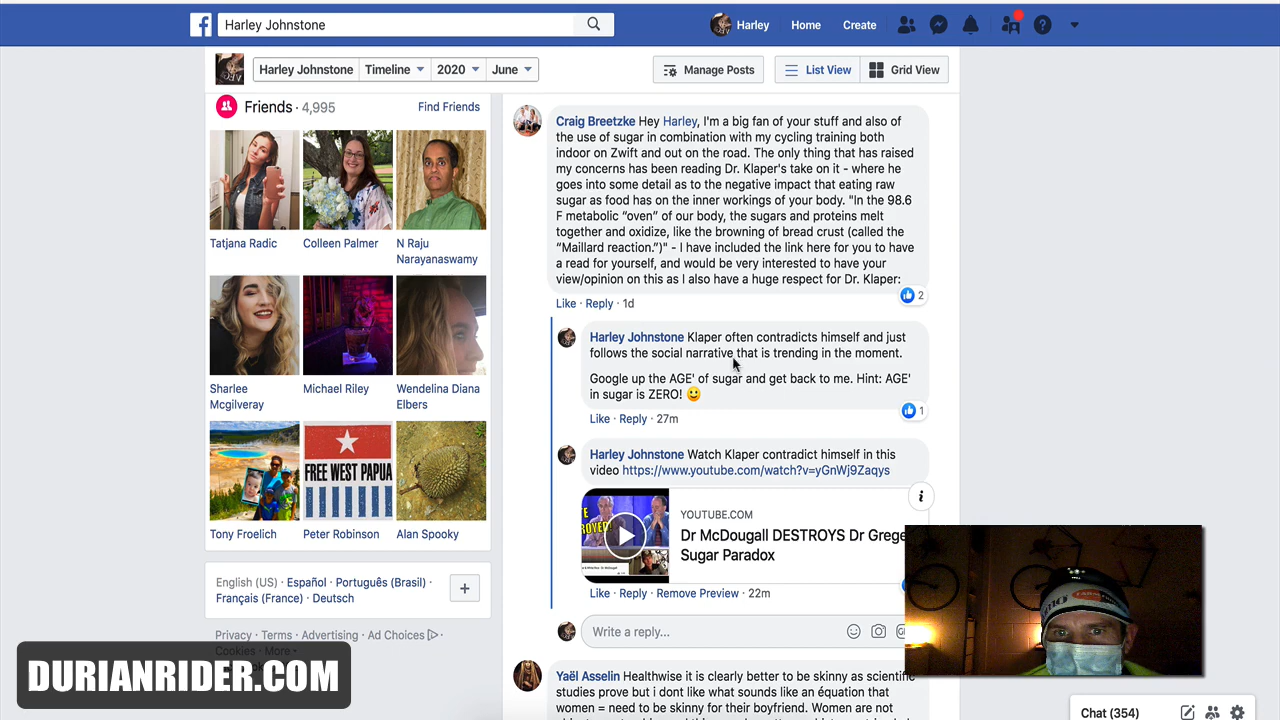 Harley Johnstone
Harley
Home
Create
Harley Johnstone
Timeline
2020
June
Manage Posts
List View
Grid View
Friends · 4,995
Find Friends
Tatjana Radic
Colleen Palmer
N Raju
Narayanaswamy
Sharlee
Mcgilveray
Michael Riley
Wendelina Diana
Elbers
FREE WEST PAPUA
Tony Froelich
Peter Robinson
Alan Spooky
English (US) · Español · Português (Brasil) ·
Français (France) · Deutsch
Privacy · Terms · Advertising · Ad Choices ·
Cookies · More
DURIANRIDER.COM
Craig Breetzke Hey Harley, I'm a big fan of your stuff and also of
the use of sugar in combination with my cycling training both
indoor on Zwift and out on the road. The only thing that has raised
my concerns has been reading Dr. Klaper's take on it - where he
goes into some detail as to the negative impact that eating raw
sugar as food has on the inner workings of your body. "In the 98.6
F metabolic “oven” of our body, the sugars and proteins melt
together and oxidize, like the browning of bread crust (called the
“Maillard reaction.”)" - I have included the link here for you to have
a read for yourself, and would be very interested to have your
view/opinion on this as I also have a huge respect for Dr. Klaper:
2
Like · Reply · 1d
Harley Johnstone Klaper often contradicts himself and just
follows the social narrative that is trending in the moment.
Google up the AGE' of sugar and get back to me. Hint: AGE'
in sugar is ZERO! 🙂
1
Like · Reply · 27m
Harley Johnstone Watch Klaper contradict himself in this
video https://www.youtube.com/watch?v=yGnWj9Zaqys
YOUTUBE.COM
Dr McDougall DESTROYS Dr Grege
Sugar Paradox
Like · Reply · Remove Preview · 22m
Write a reply...
Yaël Asselin Healthwise it is clearly better to be skinny as scientific
studies prove but i dont like what sounds like an équation that
women = need to be skinny for their boyfriend. Women are not
Chat (354)